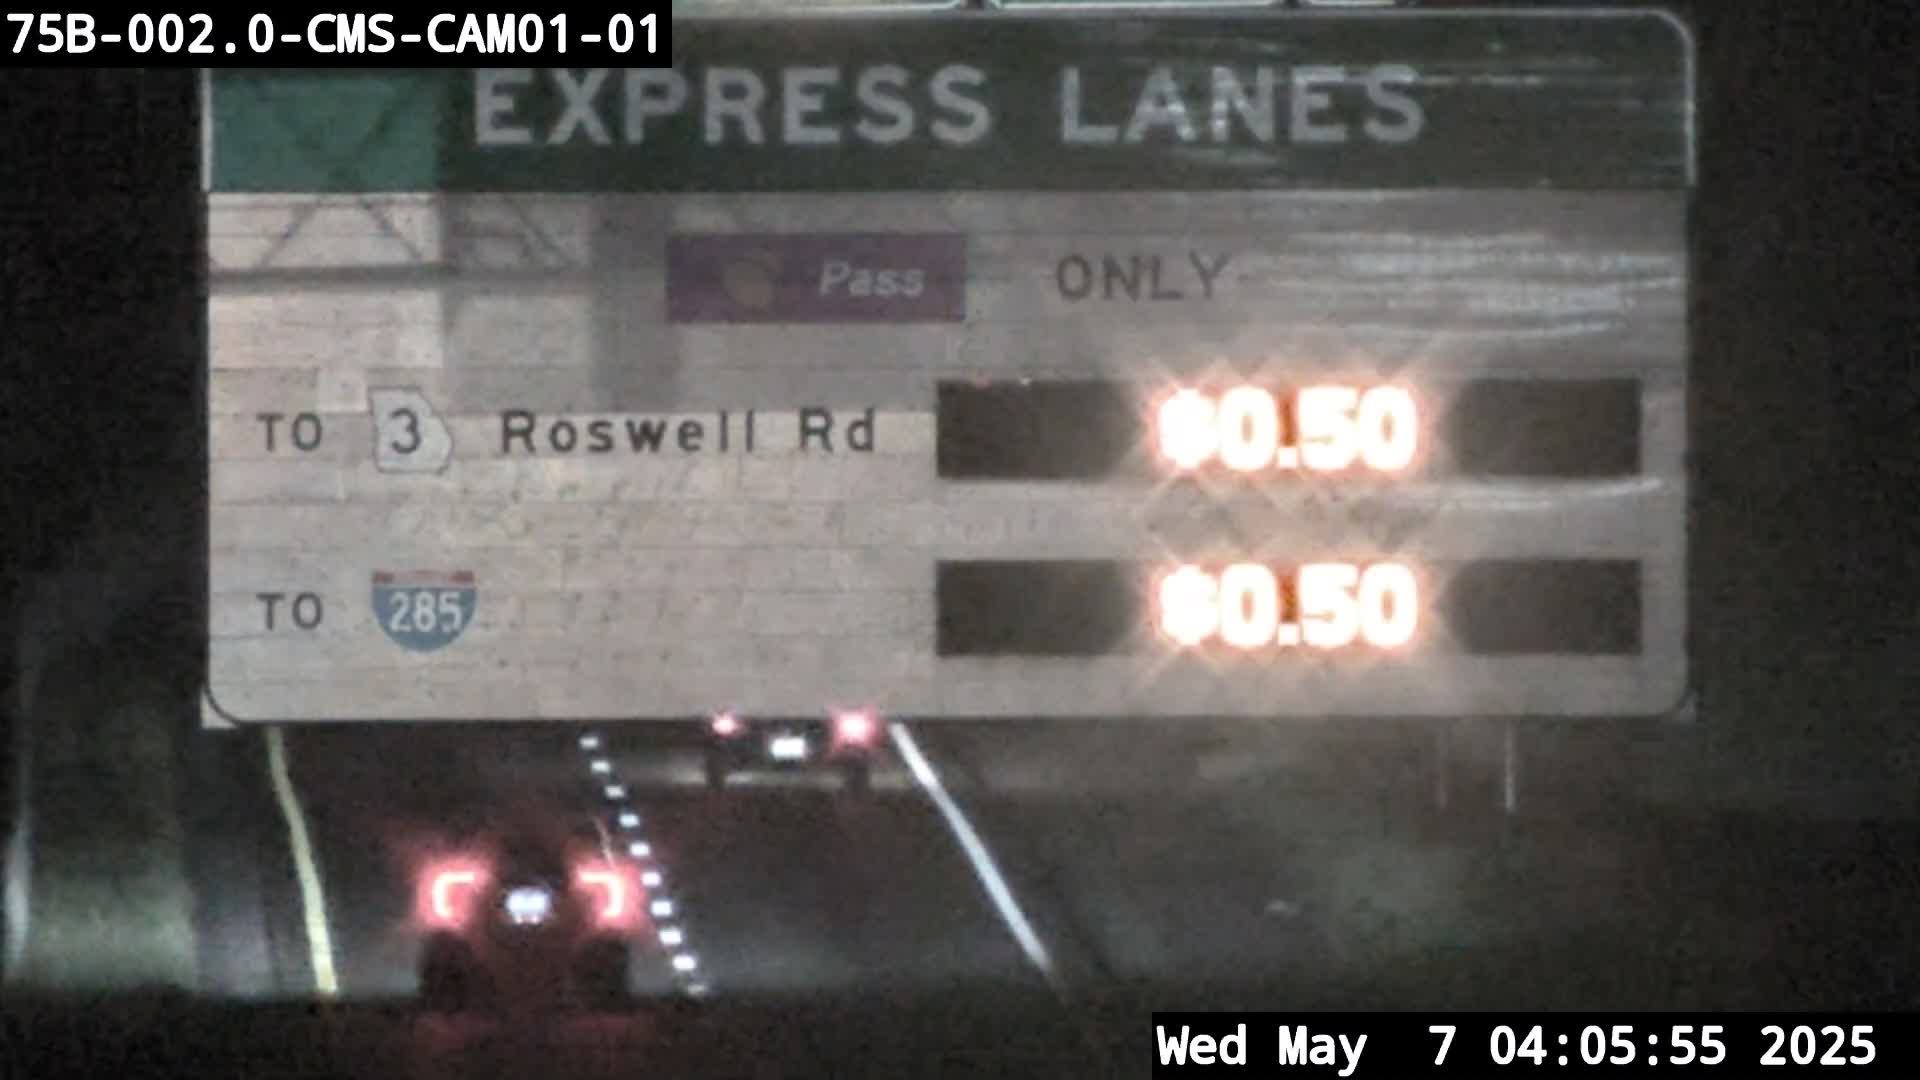 75B-002.0-CMS-CAM01-01
EXPRESS LANES
Pass ONLY
TO 3 Roswell Rd $0.50
TO 285 $0.50
Wed May 7 04:05:55 2025